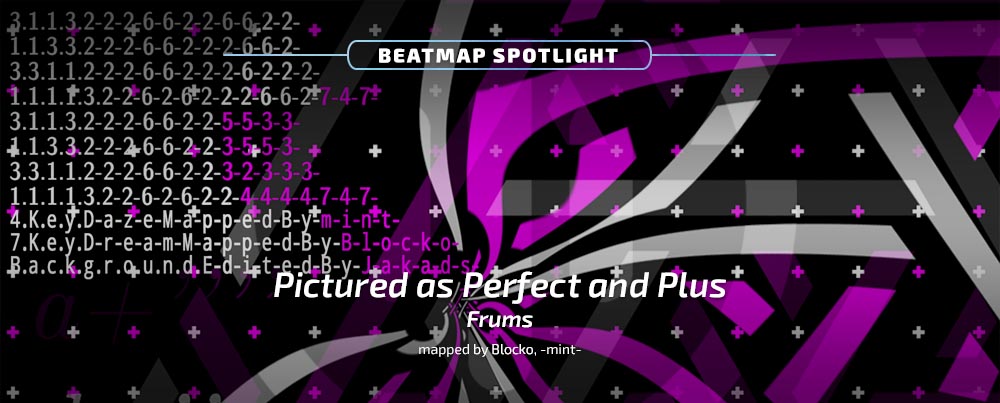 3.1.1.3.2-2-2-6-6-2-2-2-6-6-2-2-
1.1.3.3.2-2-2-6-6-2-2-2-6-6-2-
3.3.1.1.2-2-2-6-6-2-2-2-6-2-2-2-
1.1.1.1.3.2-2-2-6-2-6-2-2-2-6-6-2-7-4-7-
3.1.1.3.2-2-2-6-6-2-2-5-5-3-3-
1.1.3.3.2-2-2-6-6-2-2-3-5-5-3-
3.3.1.1.2-2-2-6-6-2-2-3-2-3-3-3-
1.1.1.1.3.2-2-6-2-6-2-2-4-4-4-4-7-4-7-
4.K.e.y.D-a-z-e-M-a-p-p-e-d-B-y-m-i-n-t-
7.K.e.y.D-r-e-a-m-M-a-p-p-e-d-B-y-B-l-o-c-k-o-
B.a.c.k.g.r.o.u.n.d.E-d-i-t-e-d-B-y-J-a-k-a-d-s-
BEATMAP SPOTLIGHT
a+
Pictured as Perfect and Plus
Frums
mapped by Blocko, -mint-